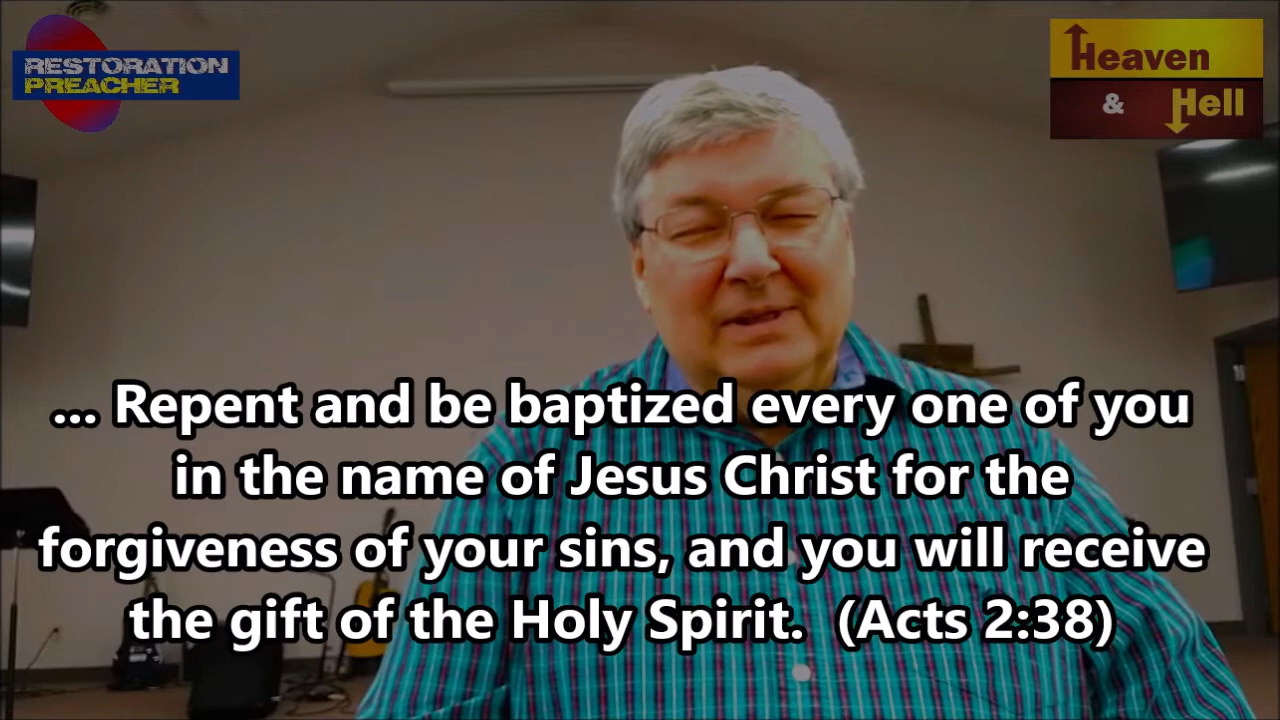 RESTORATION
PREACHER
Heaven
& Hell
... Repent and be baptized every one of you
in the name of Jesus Christ for the
forgiveness of your sins, and you will receive
the gift of the Holy Spirit. (Acts 2:38)